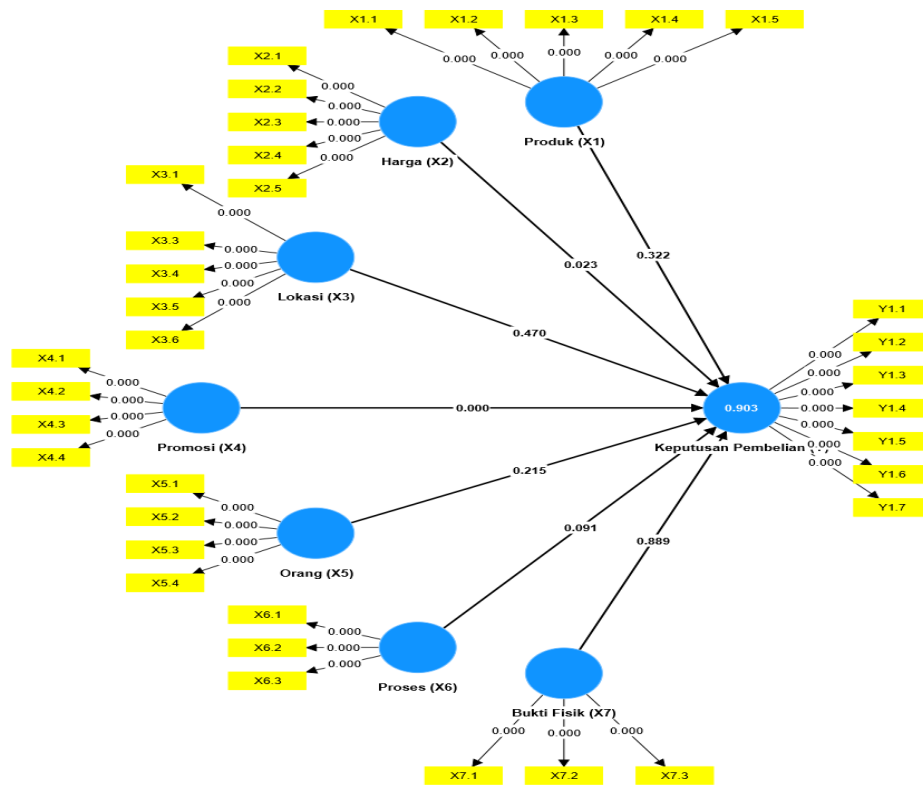 X1.1
X1.2
X1.3
X1.4
X1.5
0.000
0.000
0.000
0.000
0.000
Produk (X1)
X2.1
X2.2
X2.3
X2.4
X2.5
0.000
0.000
0.000
0.000
0.000
Harga (X2)
X3.1
X3.3
X3.4
X3.5
X3.6
0.000
0.000
0.000
0.000
0.000
Lokasi (X3)
X4.1
X4.2
X4.3
X4.4
0.000
0.000
0.000
0.000
Promosi (X4)
X5.1
X5.2
X5.3
X5.4
0.000
0.000
0.000
0.000
Orang (X5)
X6.1
X6.2
X6.3
0.000
0.000
0.000
Proses (X6)
Bukti Fisik (X7)
0.000
0.000
0.000
X7.1
X7.2
X7.3
0.322
0.023
0.470
0.000
0.215
0.091
0.889
0.903
Keputusan Pembelian
0.000
0.000
0.000
0.000
0.000
0.000
0.000
Y1.1
Y1.2
Y1.3
Y1.4
Y1.5
Y1.6
Y1.7